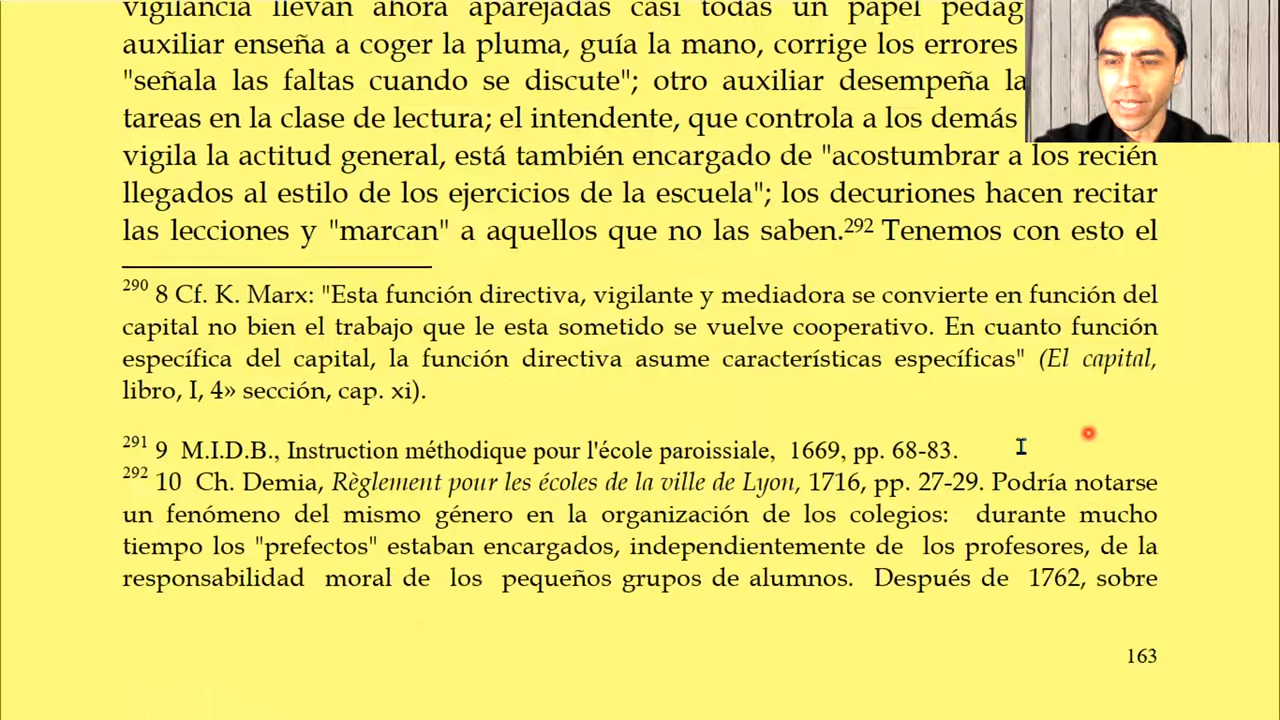 vigilancia llevan ahora aparejadas casi todas un papel
auxiliar enseña a coger la pluma, guía la mano, corrige los errores
"señala las faltas cuando se discute"; otro auxiliar desempeña
tareas en la clase de lectura; el intendente, que controla a los demás
vigila la actitud general, está también encargado de "acostumbrar a los recién
llegados al estilo de los ejercicios de la escuela"; los decuriones hacen recitar
las lecciones y "marcan" a aquellos que no las saben.292 Tenemos con esto el
290 8 Cf. K. Marx: "Esta función directiva, vigilante y mediadora se convierte en función del
capital no bien el trabajo que le esta sometido se vuelve cooperativo. En cuanto función
específica del capital, la función directiva asume características específicas" (El capital,
libro, I, 4» sección, cap. xi).
291 9 M.I.D.B., Instruction méthodique pour l'école paroissiale, 1669, pp. 68-83.
292 10 Ch. Demia, Règlement pour les écoles de la ville de Lyon, 1716, pp. 27-29. Podría notarse
un fenómeno del mismo género en la organización de los colegios: durante mucho
tiempo los "prefectos" estaban encargados, independientemente de los profesores, de la
responsabilidad moral de los pequeños grupos de alumnos. Después de 1762, sobre
163